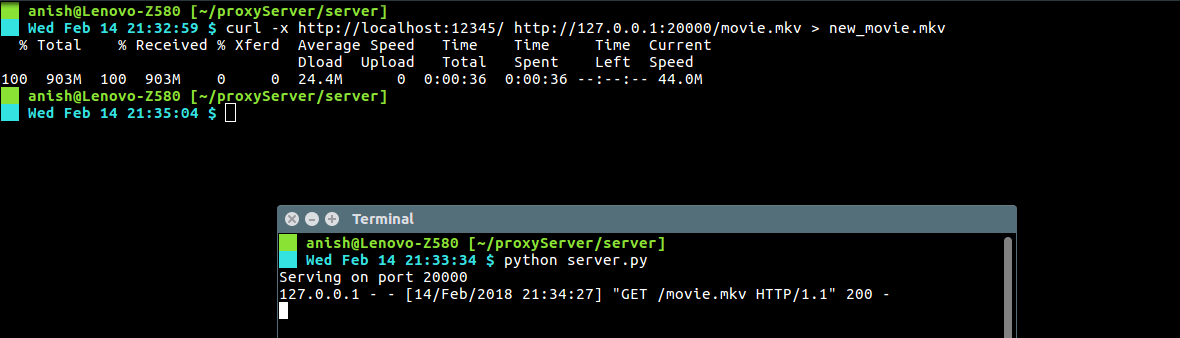 anish@Lenovo-Z580 [~/proxyServer/server]
Wed Feb 14 21:32:59 $ curl -x http://localhost:12345/ http://127.0.0.1:20000/movie.mkv > new_movie.mkv
  % Total    % Received % Xferd  Average Speed   Time    Time     Time  Current
                                 Dload  Upload   Total   Spent    Left  Speed
100  903M  100  903M    0     0  24.4M      0  0:00:36  0:00:36 --:--:-- 44.0M
anish@Lenovo-Z580 [~/proxyServer/server]
Wed Feb 14 21:35:04 $
Terminal
anish@Lenovo-Z580 [~/proxyServer/server]
Wed Feb 14 21:33:34 $ python server.py
Serving on port 20000
127.0.0.1 - - [14/Feb/2018 21:34:27] "GET /movie.mkv HTTP/1.1" 200 -